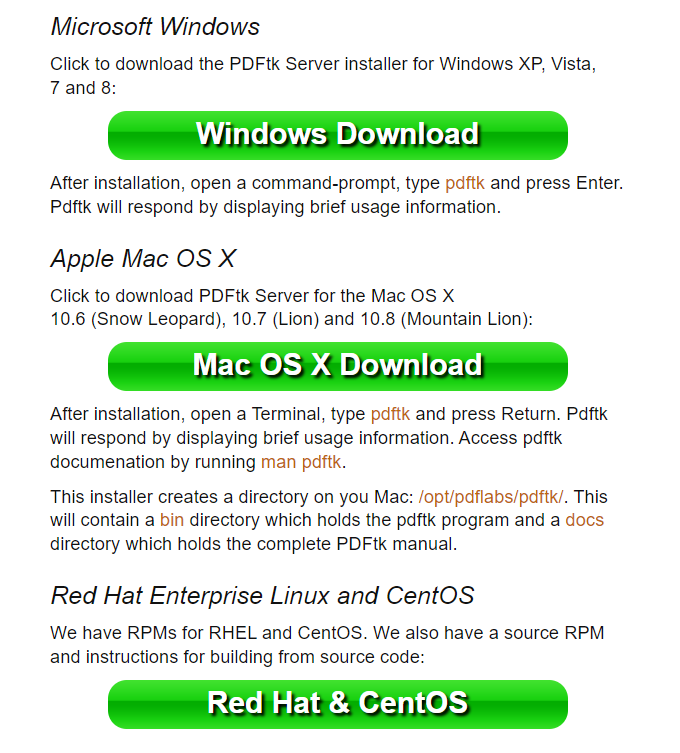 Microsoft Windows
Click to download the PDFtk Server installer for Windows XP, Vista,
7 and 8:
Windows Download
After installation, open a command-prompt, type pdftk and press Enter.
Pdftk will respond by displaying brief usage information.
Apple Mac OS X
Click to download PDFtk Server for the Mac OS X
10.6 (Snow Leopard), 10.7 (Lion) and 10.8 (Mountain Lion):
Mac OS X Download
After installation, open a Terminal, type pdftk and press Return. Pdftk
will respond by displaying brief usage information. Access pdftk
documenation by running man pdftk.
This installer creates a directory on you Mac: /opt/pdflabs/pdftk/. This
will contain a bin directory which holds the pdftk program and a docs
directory which holds the complete PDFtk manual.
Red Hat Enterprise Linux and CentOS
We have RPMs for RHEL and CentOS. We also have a source RPM
and instructions for building from source code:
Red Hat & CentOS